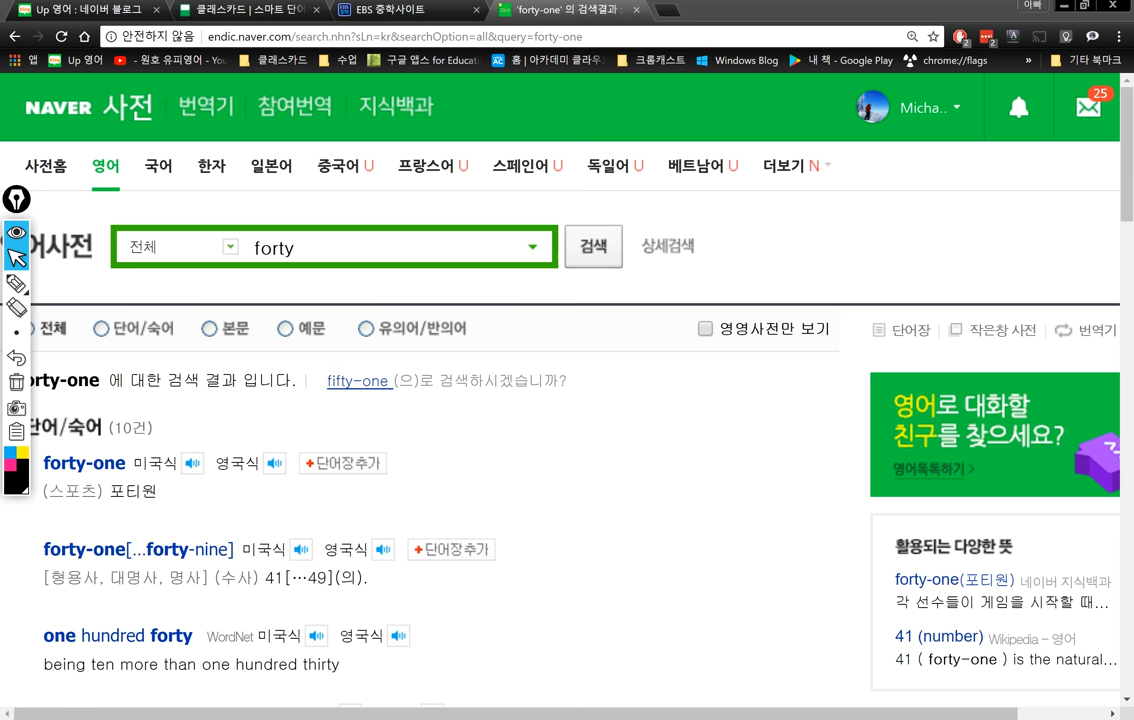 Up 영어 : 네이버 블로그
클래스카드 | 스마트 단어
EBS 중학사이트
'forty-one' 의 검색결과 :
아빠
안전하지 않음
endic.naver.com/search.nhn?sLn=kr&searchOption=all&query=forty-one
2
2
앱
Up 영어
- 원호 유피영어 - You
클래스카드
수업
구글 앱스 for Educati
홈 | 아카데미 클라우
크롬캐스트
Windows Blog
내 책 - Google Play
chrome://flags
»
기타 북마크
NAVER 사전
번역기
참여번역
지식백과
Micha..
25
사전홈
영어
국어
한자
일본어
중국어 U
프랑스어 U
스페인어 U
독일어 U
베트남어 U
더보기 N
어사전
전체
forty
검색
상세검색
전체
단어/숙어
본문
예문
유의어/반의어
영영사전만 보기
단어장
작은창 사전
번역기
orty-one 에 대한 검색 결과 입니다.
fifty-one (으)로 검색하시겠습니까?
단어/숙어 (10건)
forty-one 미국식 영국식 +단어장추가
(스포츠) 포티원
forty-one[...forty-nine] 미국식 영국식 +단어장추가
[형용사, 대명사, 명사] (수사) 41[…49](의).
one hundred forty WordNet 미국식 영국식
being ten more than one hundred thirty
영어로 대화할
친구를 찾으세요?
영어톡톡하기 >
활용되는 다양한 뜻
forty-one(포티원) 네이버 지식백과
각 선수들이 게임을 시작할 때...
41 (number) Wikipedia – 영어
41 ( forty-one ) is the natural...